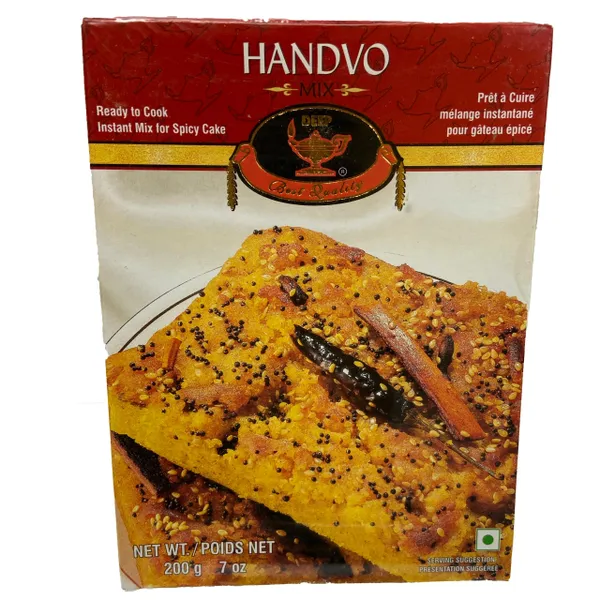 HANDVO
MIX
Ready to Cook
Instant Mix for Spicy Cake
Prêt à Cuire
mélange instantané
pour gâteau épicé
DEEP
®
Best Quality
NET WT./POIDS NET
200 g 7 oz
SERVING SUGGESTION/
PRÉSENTATION SUGGÉRÉE